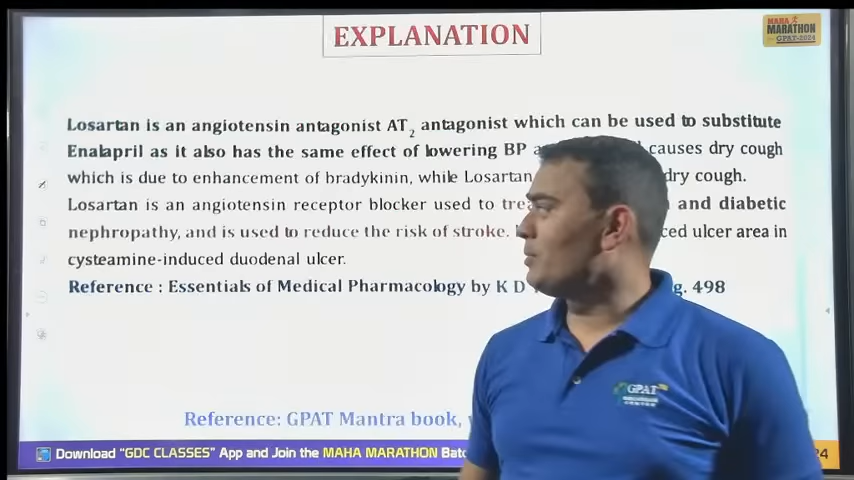 EXPLANATION
MAHA
MARATHON
GPAT-2024
Losartan is an angiotensin antagonist AT2 antagonist which can be used to substitute
Enalapril as it also has the same effect of lowering BP causes dry cough
which is due to enhancement of bradykinin, while Losartan dry cough.
Losartan is an angiotensin receptor blocker used to and diabetic
nephropathy, and is used to reduce the risk of stroke. ulcer area in
cysteamine-induced duodenal ulcer.
Reference : Essentials of Medical Pharmacology by K D 498
GPAT
Reference: GPAT Mantra book,
Download "GDC CLASSES" App and Join the MAHA MARATHON